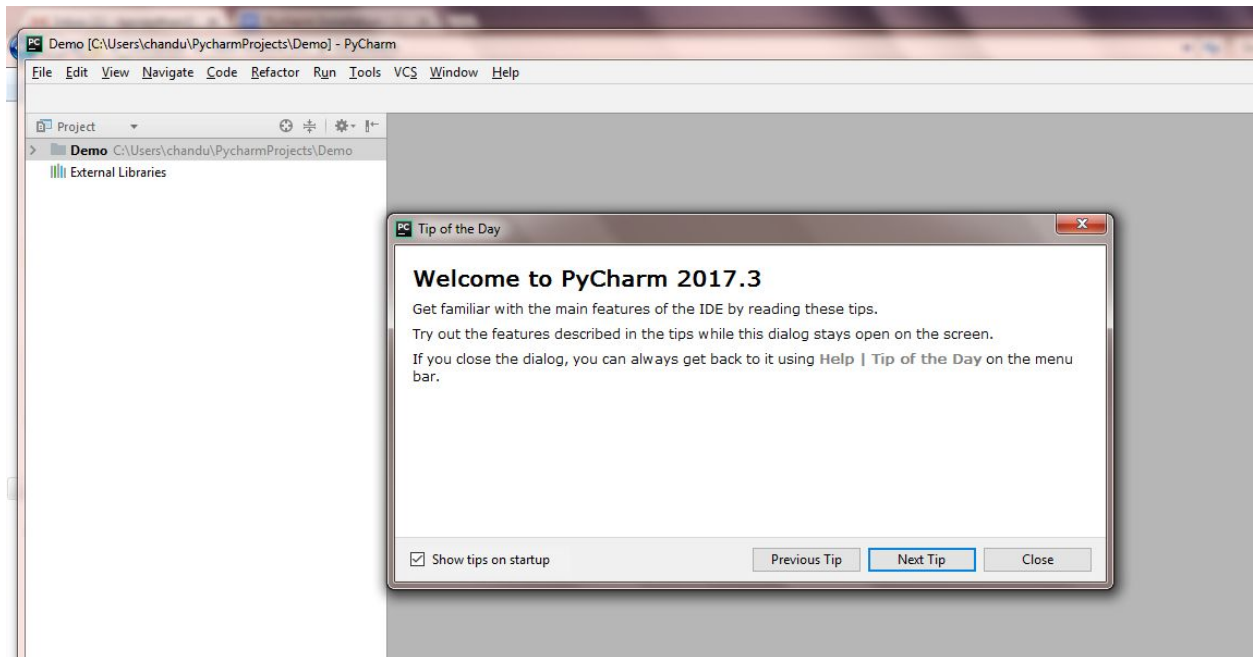 Demo [C:\Users\chandu\PycharmProjects\Demo] - PyCharm
File Edit View Navigate Code Refactor Run Tools VCS Window Help
Project
Demo C:\Users\chandu\PycharmProjects\Demo
External Libraries
PC Tip of the Day
Welcome to PyCharm 2017.3
Get familiar with the main features of the IDE by reading these tips.
Try out the features described in the tips while this dialog stays open on the screen.
If you close the dialog, you can always get back to it using Help | Tip of the Day on the menu
bar.
Show tips on startup Previous Tip Next Tip Close